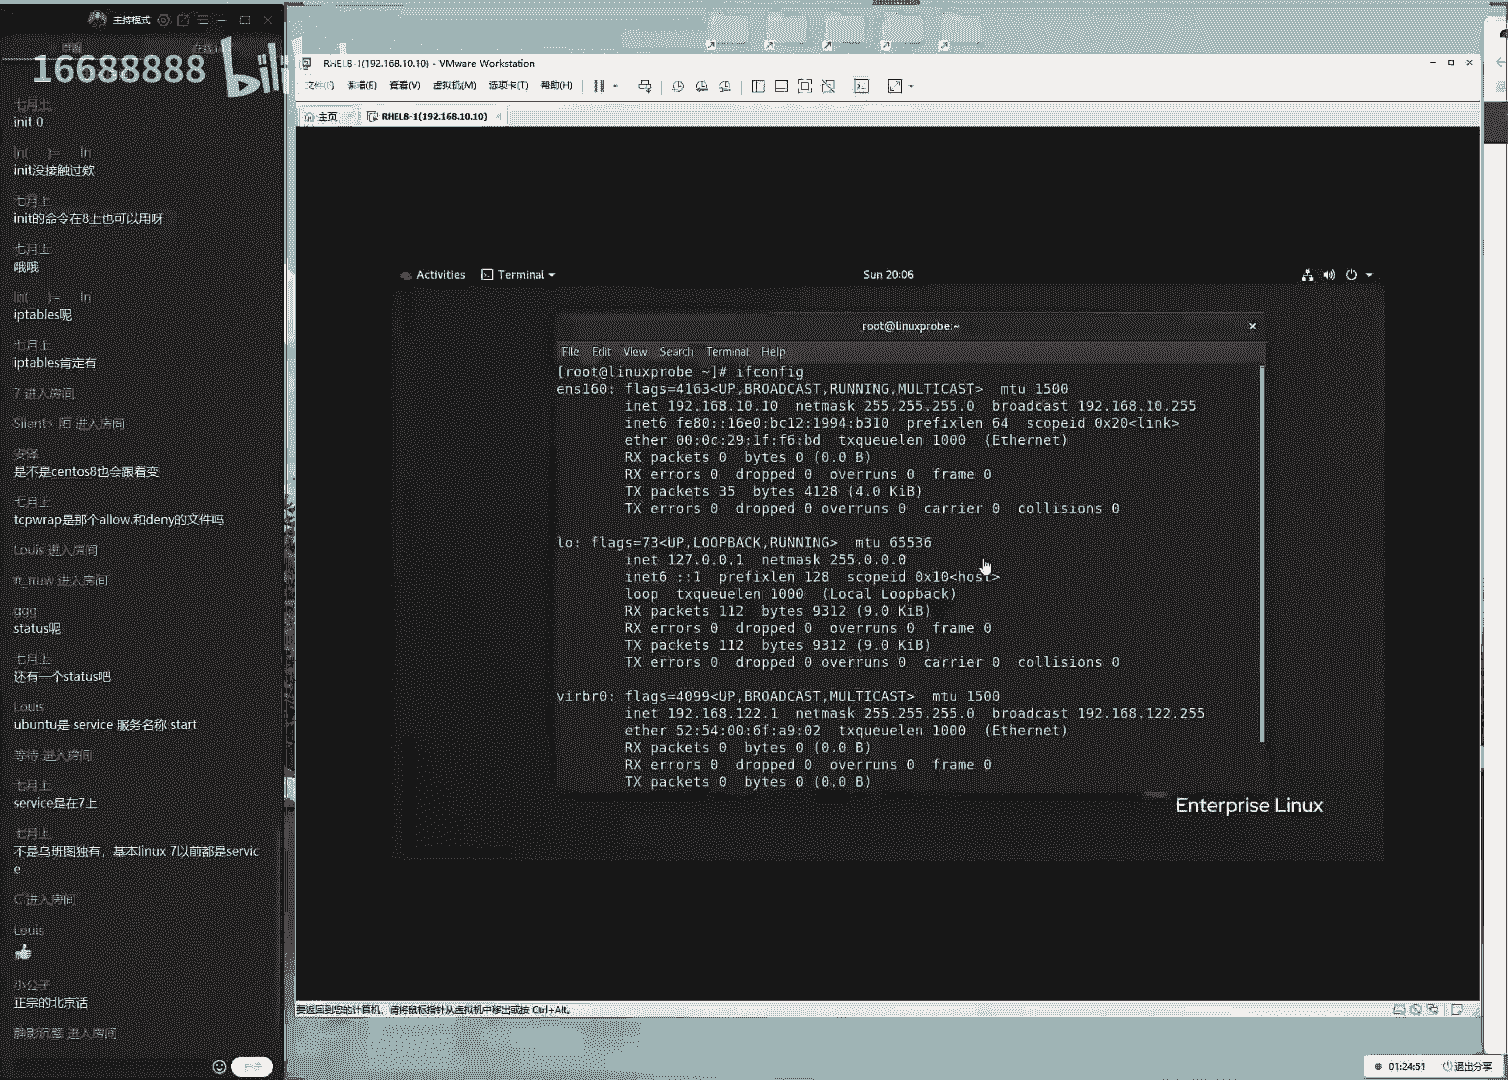 主持模式
16688888
bili
七月上
init 0
ln( )= ln
init没接触过欸
七月上
init的命令在8上也可以用呀
七月上
哦哦
ln( )= ln
iptables呢
七月上
iptables肯定有
7 进入房间
进入房间
是不是centos8也会跟着变
七月上
tcpwrap是那个allow.和deny的文件吗
Louis 进入房间
进入房间
qqq
status呢
七月上
还有一个status吧
Louis
ubuntu是 service 服务名称 start
等待 进入房间
七月上
service是在7上
七月上
不是乌班图独有，基本linux 7以前都是servic
e
C 进入房间
Louis
小公子
正宗的北京话
静影沉璧 进入房间
RHEL8-1(192.168.10.10) - VMware Workstation
文件(F) 编辑(E) 查看(V) 虚拟机(M) 选项卡(T) 帮助(H)
主页 RHEL8-1(192.168.10.10)
Activities Terminal Sun 20:06
root@linuxprobe:~
File Edit View Search Terminal Help
[root@linuxprobe ~]# ifconfig
ens160: flags=4163<UP,BROADCAST,RUNNING,MULTICAST> mtu 1500
inet 192.168.10.10 netmask 255.255.255.0 broadcast 192.168.10.255
inet6 fe80::16e0:bc12:1994:b310 prefixlen 64 scopeid 0x20<link>
ether 00:0c:29:1f:f6:bd txqueuelen 1000 (Ethernet)
RX packets 0 bytes 0 (0.0 B)
RX errors 0 dropped 0 overruns 0 frame 0
TX packets 35 bytes 4128 (4.0 KiB)
TX errors 0 dropped 0 overruns 0 carrier 0 collisions 0
lo: flags=73<UP,LOOPBACK,RUNNING> mtu 65536
inet 127.0.0.1 netmask 255.0.0.0
inet6 ::1 prefixlen 128 scopeid 0x10<host>
loop txqueuelen 1000 (Local Loopback)
RX packets 112 bytes 9312 (9.0 KiB)
RX errors 0 dropped 0 overruns 0 frame 0
TX packets 112 bytes 9312 (9.0 KiB)
TX errors 0 dropped 0 overruns 0 carrier 0 collisions 0
virbr0: flags=4099<UP,BROADCAST,MULTICAST> mtu 1500
inet 192.168.122.1 netmask 255.255.255.0 broadcast 192.168.122.255
ether 52:54:00:6f:a9:02 txqueuelen 1000 (Ethernet)
RX packets 0 bytes 0 (0.0 B)
RX errors 0 dropped 0 overruns 0 frame 0
TX packets 0 bytes 0 (0.0 B)
Enterprise Linux
要返回到您的计算机，请将鼠标指针从虚拟机中移出或按 Ctrl+Alt。
01:24:51 退出分享